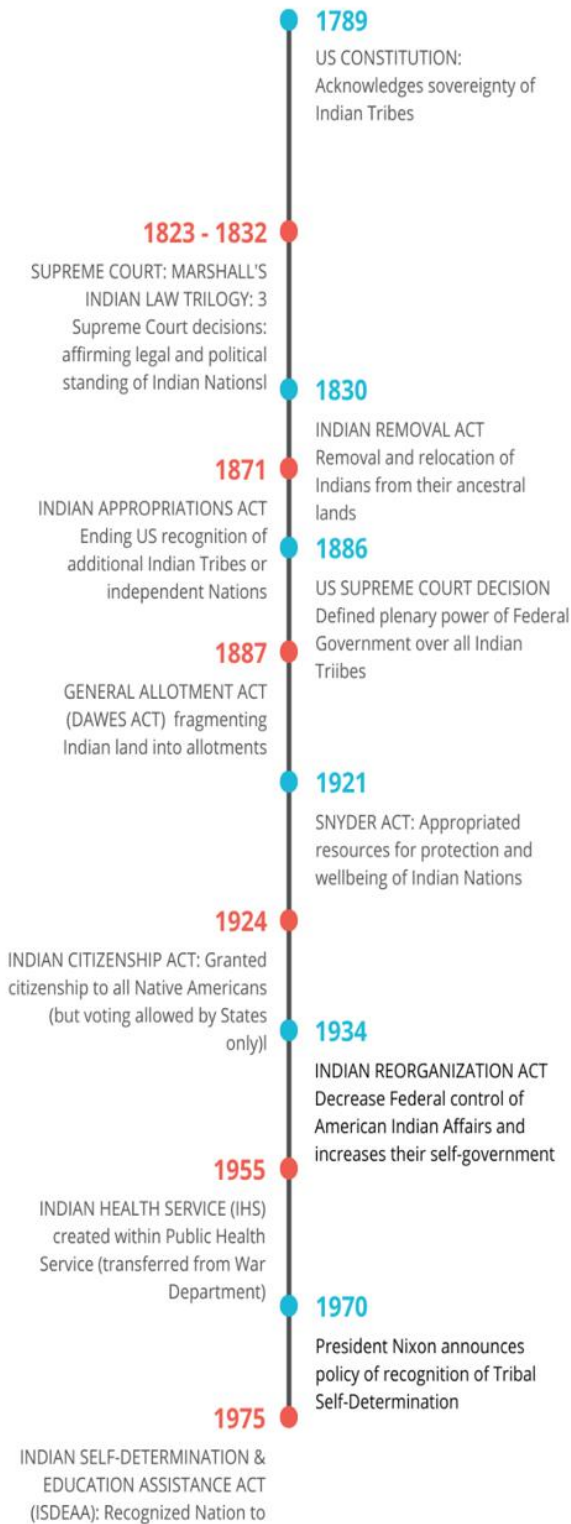 1789
US CONSTITUTION:
Acknowledges sovereignty of
Indian Tribes
1823 - 1832
SUPREME COURT: MARSHALL'S
INDIAN LAW TRILOGY: 3
Supreme Court decisions:
affirming legal and political
standing of Indian Nationsl
1830
INDIAN REMOVAL ACT
Removal and relocation of
Indians from their ancestral
lands
1871
INDIAN APPROPRIATIONS ACT
Ending US recognition of
additional Indian Tribes or
independent Nations
1886
US SUPREME COURT DECISION
Defined plenary power of Federal
Government over all Indian
Triibes
1887
GENERAL ALLOTMENT ACT
(DAWES ACT) fragmenting
Indian land into allotments
1921
SNYDER ACT: Appropriated
resources for protection and
wellbeing of Indian Nations
1924
INDIAN CITIZENSHIP ACT: Granted
citizenship to all Native Americans
(but voting allowed by States
only)l
1934
INDIAN REORGANIZATION ACT
Decrease Federal control of
American Indian Affairs and
increases their self-government
1955
INDIAN HEALTH SERVICE (IHS)
created within Public Health
Service (transferred from War
Department)
1970
President Nixon announces
policy of recognition of Tribal
Self-Determination
1975
INDIAN SELF-DETERMINATION &
EDUCATION ASSISTANCE ACT
(ISDEAA): Recognized Nation to